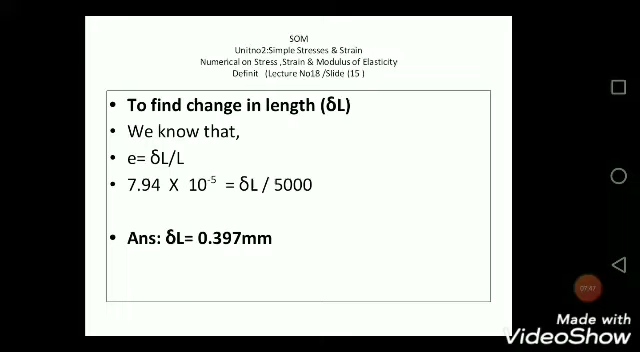 SOM
Unitno2:Simple Stresses & Strain
Numerical on Stress ,Strain & Modulus of Elasticity
Definit (Lecture No18 /Slide (15 )
• To find change in length (δL)
• We know that,
• e= δL/L
• 7.94 X 10⁻⁵ = δL / 5000
• Ans: δL= 0.397mm
07:47
Made with
VideoShow